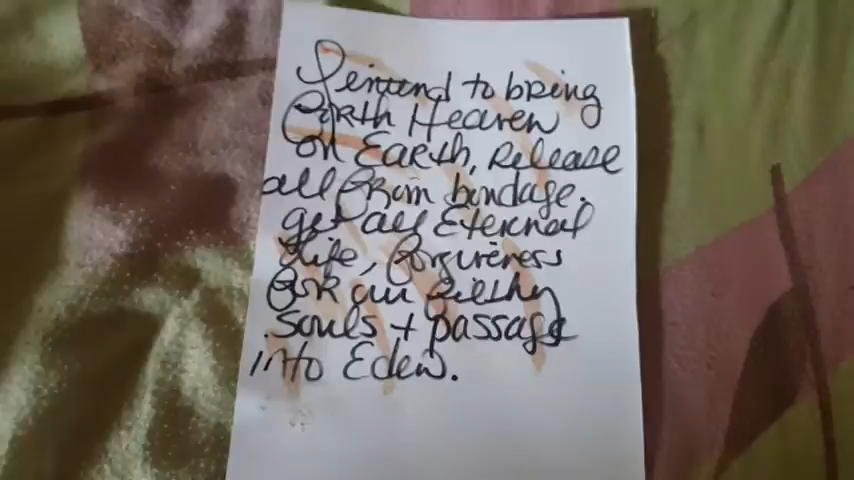 I intend to bring
forth Heaven
on Earth, Release
all from bondage.
get all Eternal
life, forgiveness
for all filthy
souls + passage
into Eden.